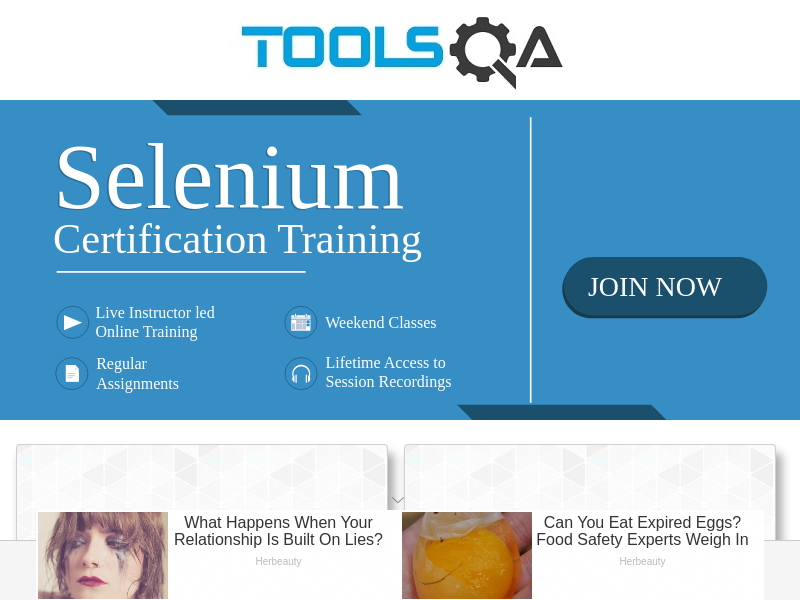 TOOLSQA
Selenium
Certification Training
JOIN NOW
Live Instructor led
Online Training
Weekend Classes
Regular
Assignments
Lifetime Access to
Session Recordings
What Happens When Your
Relationship Is Built On Lies?
Herbeauty
Can You Eat Expired Eggs?
Food Safety Experts Weigh In
Herbeauty